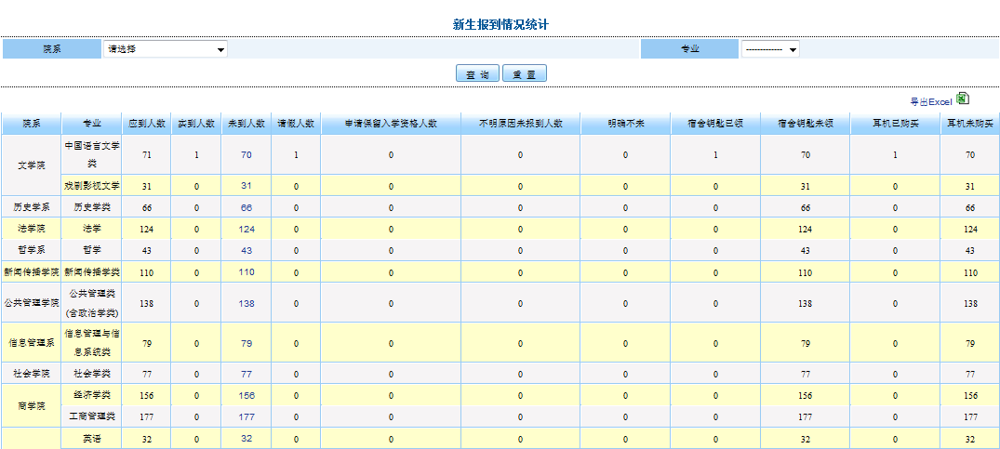 新生报到情况统计
院系 请选择 专业 -------------
查 询 重 置
导出Excel
院系 专业 应到人数 实到人数 未到人数 请假人数 申请保留入学资格人数 不明原因未报到人数 明确不来 宿舍钥匙已领 宿舍钥匙未领 耳机已购买 耳机未购买
文学院 中国语言文学类 71 1 70 1 0 0 0 1 70 1 70
戏剧影视文学 31 0 31 0 0 0 0 0 31 0 31
历史学系 历史学类 66 0 66 0 0 0 0 0 66 0 66
法学院 法学 124 0 124 0 0 0 0 0 124 0 124
哲学系 哲学 43 0 43 0 0 0 0 0 43 0 43
新闻传播学院 新闻传播学类 110 0 110 0 0 0 0 0 110 0 110
公共管理学院 公共管理类(含政治学类) 138 0 138 0 0 0 0 0 138 0 138
信息管理系 信息管理与信息系统类 79 0 79 0 0 0 0 0 79 0 79
社会学院 社会学类 77 0 77 0 0 0 0 0 77 0 77
商学院 经济学类 156 0 156 0 0 0 0 0 156 0 156
工商管理类 177 0 177 0 0 0 0 0 177 0 177
英语 32 0 32 0 0 0 0 0 32 0 32